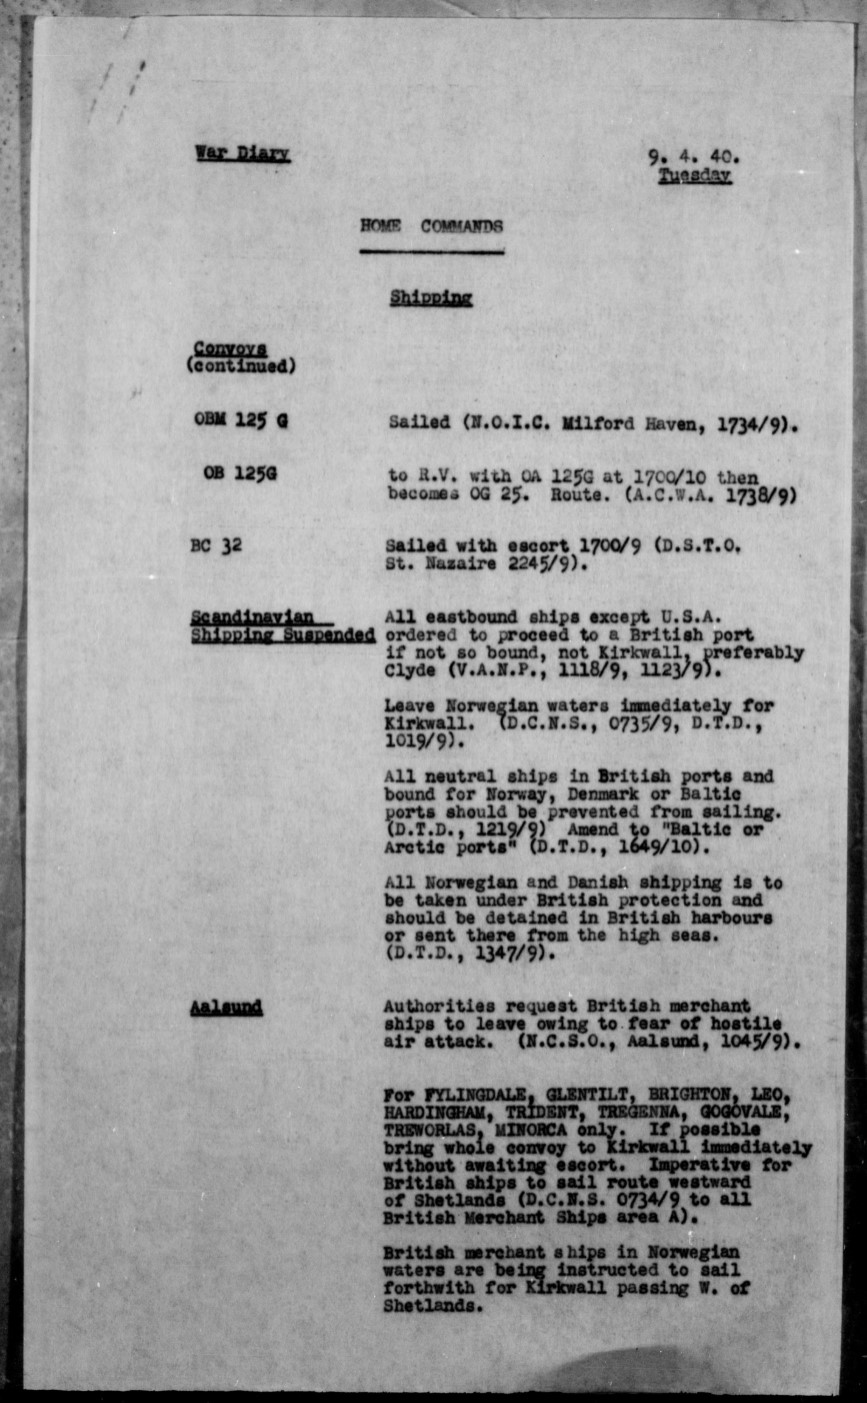 War Diary
9. 4. 40.
Tuesday
HOME COMMANDS
Shipping
Convoys
(continued)
OBM 125 G
Sailed (N.O.I.C. Milford Haven, 1734/9).
OB 125G
to R.V. with OA 125G at 1700/10 then
becomes OG 25. Route. (A.C.W.A. 1738/9)
BC 32
Sailed with escort 1700/9 (D.S.T.O.
St. Nazaire 2245/9).
Scandinavian
Shipping Suspended
All eastbound ships except U.S.A.
ordered to proceed to a British port
if not so bound, not Kirkwall, preferably
Clyde (V.A.N.P., 1118/9, 1123/9).
Leave Norwegian waters immediately for
Kirkwall. (D.C.N.S., 0735/9, D.T.D.,
1019/9).
All neutral ships in British ports and
bound for Norway, Denmark or Baltic
ports should be prevented from sailing.
(D.T.D., 1219/9) Amend to "Baltic or
Arctic ports" (D.T.D., 1649/10).
All Norwegian and Danish shipping is to
be taken under British protection and
should be detained in British harbours
or sent there from the high seas.
(D.T.D., 1347/9).
Aalsund
Authorities request British merchant
ships to leave owing to fear of hostile
air attack. (N.C.S.O., Aalsund, 1045/9).
For FYLINGDALE, GLENTILT, BRIGHTON, LEO,
HARDINGHAM, TRIDENT, TREGENNA, GOGOVALE,
TREWORLAS, MINORCA only. If possible
bring whole convoy to Kirkwall immediately
without awaiting escort. Imperative for
British ships to sail route westward
of Shetlands (D.C.N.S. 0734/9 to all
British Merchant Ships area A).
British merchant ships in Norwegian
waters are being instructed to sail
forthwith for Kirkwall passing W. of
Shetlands.